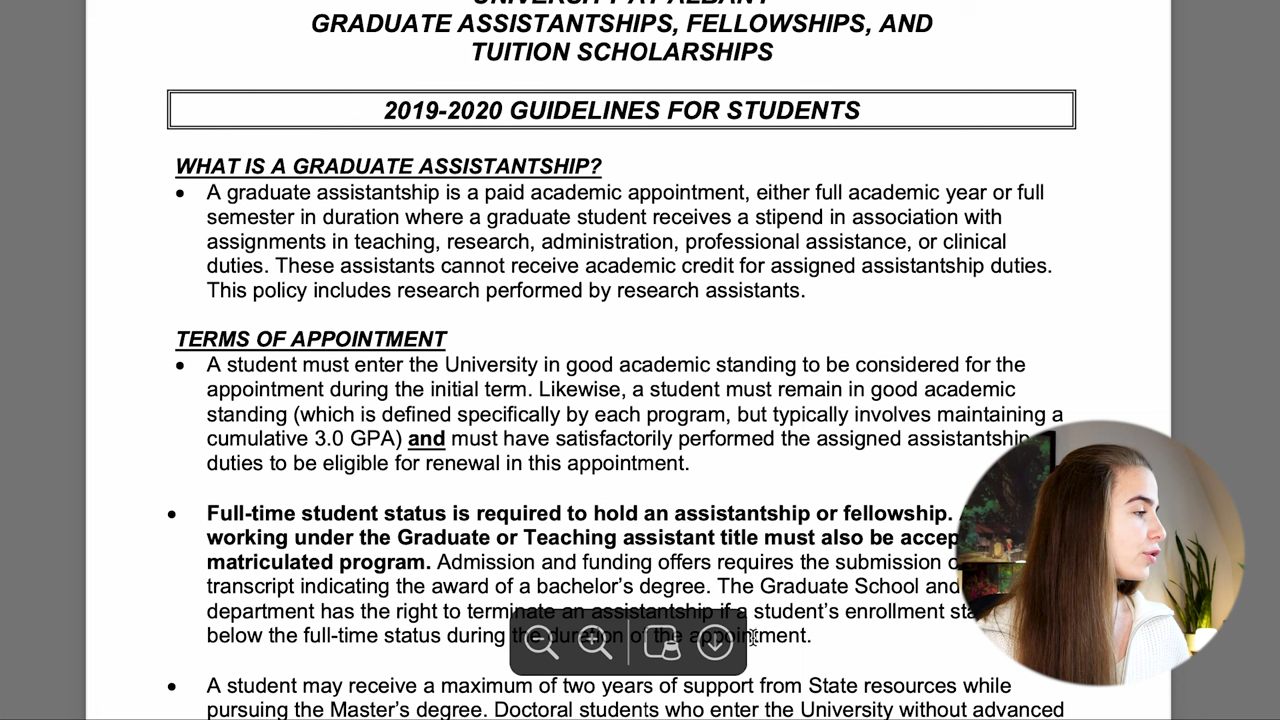 UNIVERSITY AT ALBANY
GRADUATE ASSISTANTSHIPS, FELLOWSHIPS, AND
TUITION SCHOLARSHIPS
2019-2020 GUIDELINES FOR STUDENTS
WHAT IS A GRADUATE ASSISTANTSHIP?
• A graduate assistantship is a paid academic appointment, either full academic year or full
semester in duration where a graduate student receives a stipend in association with
assignments in teaching, research, administration, professional assistance, or clinical
duties. These assistants cannot receive academic credit for assigned assistantship duties.
This policy includes research performed by research assistants.
TERMS OF APPOINTMENT
• A student must enter the University in good academic standing to be considered for the
appointment during the initial term. Likewise, a student must remain in good academic
standing (which is defined specifically by each program, but typically involves maintaining a
cumulative 3.0 GPA) and must have satisfactorily performed the assigned assistantship
duties to be eligible for renewal in this appointment.
• Full-time student status is required to hold an assistantship or fellowship.
working under the Graduate or Teaching assistant title must also be
matriculated program. Admission and funding offers requires the submission
transcript indicating the award of a bachelor's degree. The Graduate School and
department has the right to terminate an assistantship if a student's enrollment
below the full-time status during the duration of the appointment.
• A student may receive a maximum of two years of support from State resources while
pursuing the Master's degree. Doctoral students who enter the University without advanced